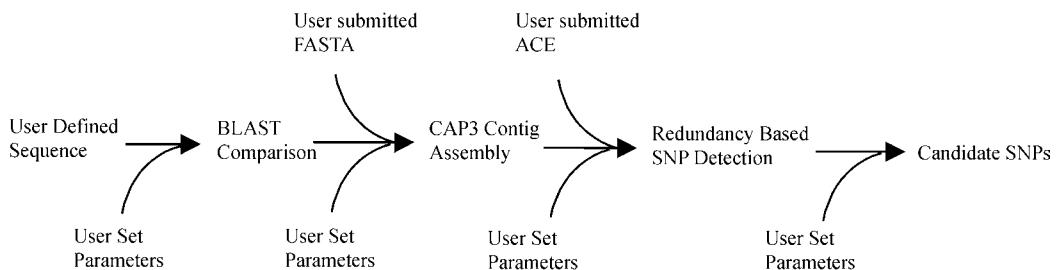 User submitted
FASTA
User submitted
ACE
User Defined
Sequence
BLAST
Comparison
CAP3 Contig
Assembly
Redundancy Based
SNP Detection
Candidate SNPs
User Set
Parameters
User Set
Parameters
User Set
Parameters
User Set
Parameters